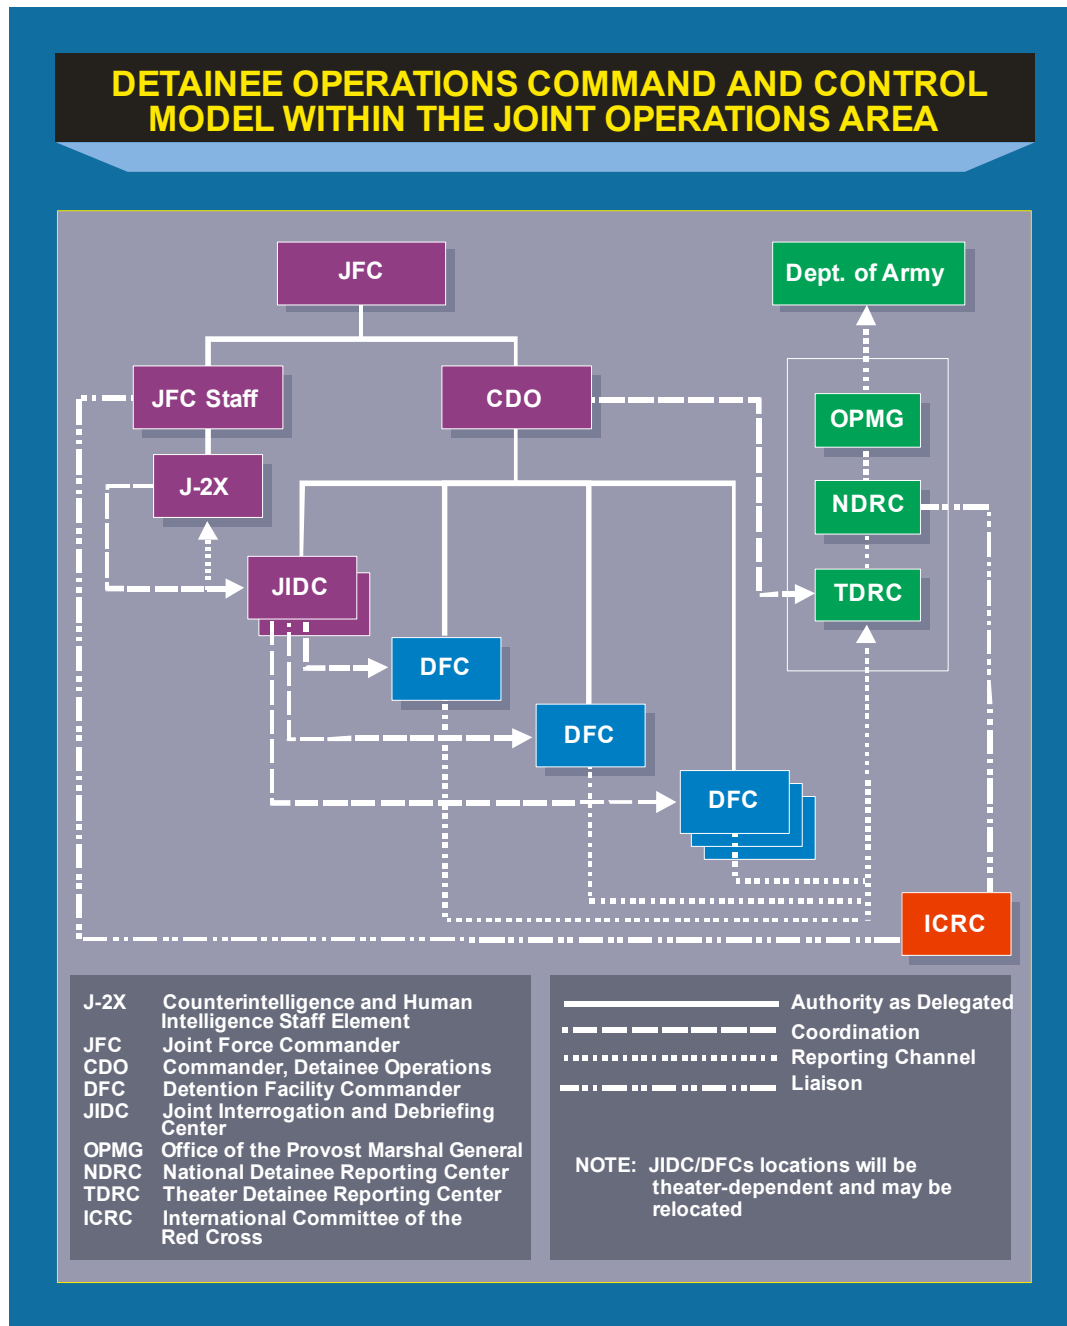 DETAINEE OPERATIONS COMMAND AND CONTROL
MODEL WITHIN THE JOINT OPERATIONS AREA
JFC
Dept. of Army
JFC Staff
CDO
OPMG
J-2X
NDRC
JIDC
TDRC
DFC
DFC
DFC
ICRC
J-2X Counterintelligence and Human
Intelligence Staff Element
JFC Joint Force Commander
CDO Commander, Detainee Operations
DFC Detention Facility Commander
JIDC Joint Interrogation and Debriefing
Center
OPMG Office of the Provost Marshal General
NDRC National Detainee Reporting Center
TDRC Theater Detainee Reporting Center
ICRC International Committee of the
Red Cross
Authority as Delegated
Coordination
Reporting Channel
Liaison
NOTE: JIDC/DFCs locations will be
theater-dependent and may be
relocated